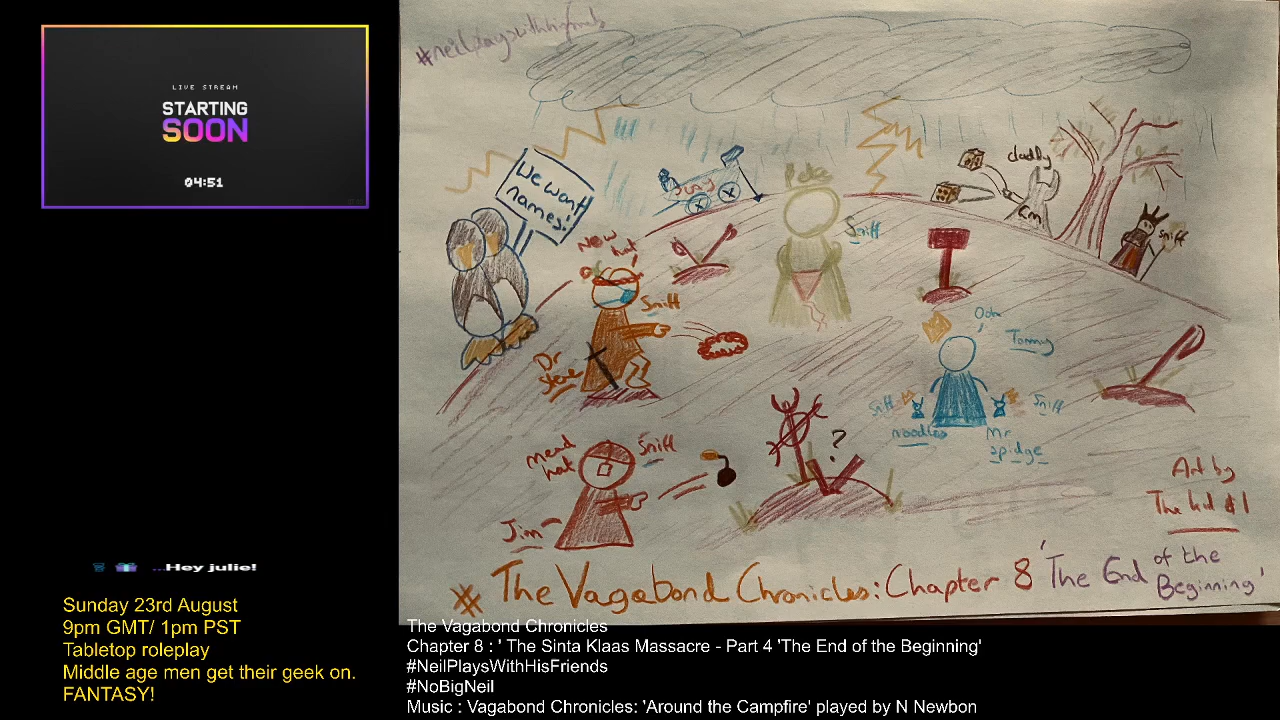 LIVE STREAM
STARTING
SOON
04:51
...Hey julie!
Sunday 23rd August
9pm GMT/ 1pm PST
Tabletop roleplay
Middle age men get their geek on.
FANTASY!
#neilplayswithhisfriends
We want
names!
New
hat
Sniff
Dr
Steve
Mead
hat
Sniff
Jim
Pete
Sniff
daddy
Sniff
Ooh
Tommy
Sniff
noodles
Sniff
Mr
Spidge
?
Art by
The kid #1
# The Vagabond Chronicles: Chapter 8 'The End of the
Beginning'
The Vagabond Chronicles
Chapter 8 : ' The Sinta Klaas Massacre - Part 4 'The End of the Beginning'
#NeilPlaysWithHisFriends
#NoBigNeil
Music : Vagabond Chronicles: 'Around the Campfire' played by N Newbon